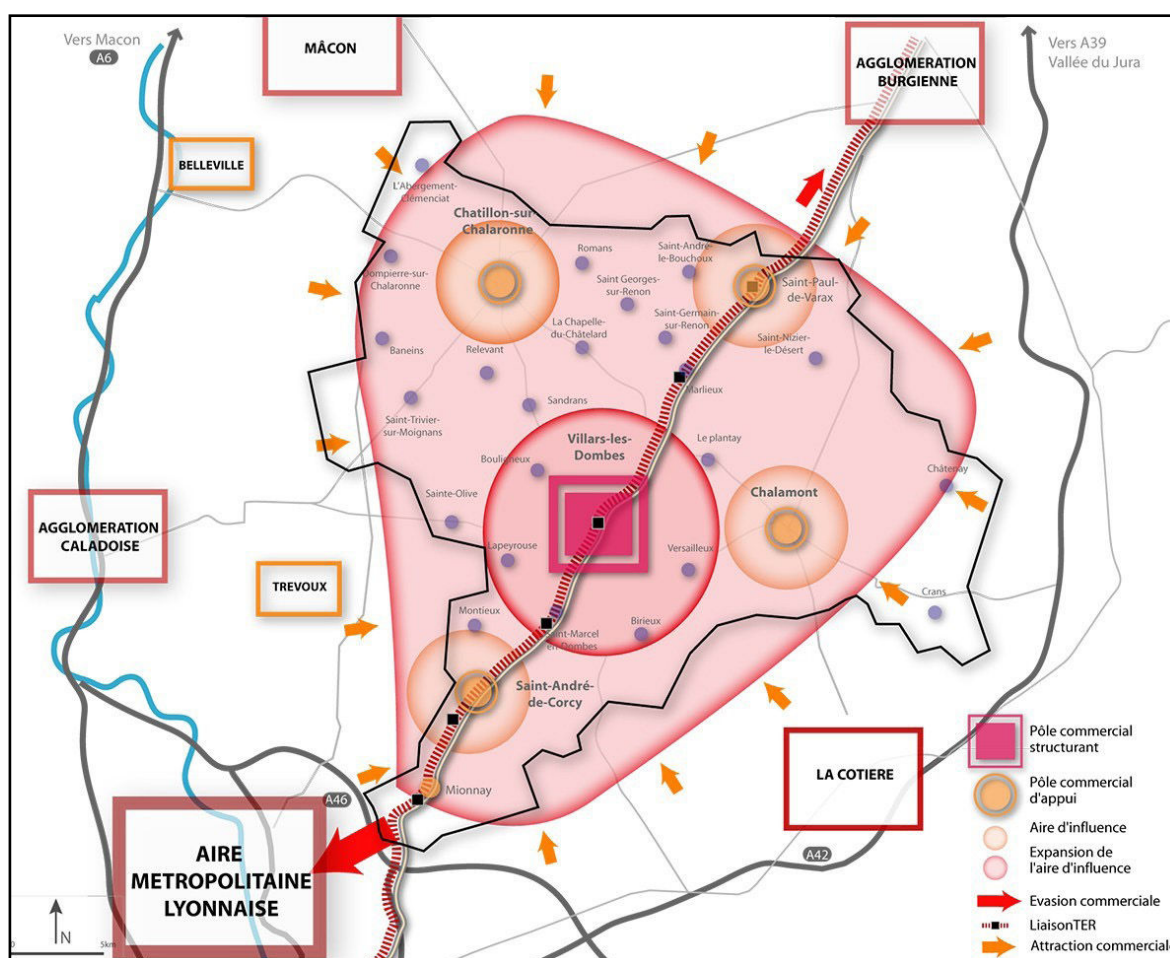 Vers Macon
A6
MÂCON
AGGLOMERATION
BURGIENNE
Vers A39
Vallée du Jura
BELLEVILLE
L'Abergement-
Clémenciat
Chatillon-sur-
Chalaronne
Dompierre-sur-
Chalaronne
Romans
Saint-André-
le-Bouchoux
Saint Georges-
sur-Renon
Saint-Paul-
de-Varax
Saint-Germain-
sur-Renon
La Chapelle-
du-Châtelard
Saint-Nizier-
le-Désert
Baneins
Relevant
Marlieux
Saint-Trivier-
sur-Moignans
Sandrans
Villars-les-
Dombes
Le plantay
Bouligneux
Châtenay
Chalamont
Sainte-Olive
AGGLOMERATION
CALADOISE
Lapeyrouse
Versailleux
TREVOUX
Crans
Montieux
Saint-Marcel
en-Dombes
Birieux
Saint-André-
de-Corcy
LA COTIERE
Mionnay
A46
A42
AIRE
METROPOLITAINE
LYONNAISE
N
0
5km
Pôle commercial
structurant
Pôle commercial
d'appui
Aire d'influence
Expansion de
l'aire d'influence
Evasion commerciale
LiaisonTER
Attraction commerciale